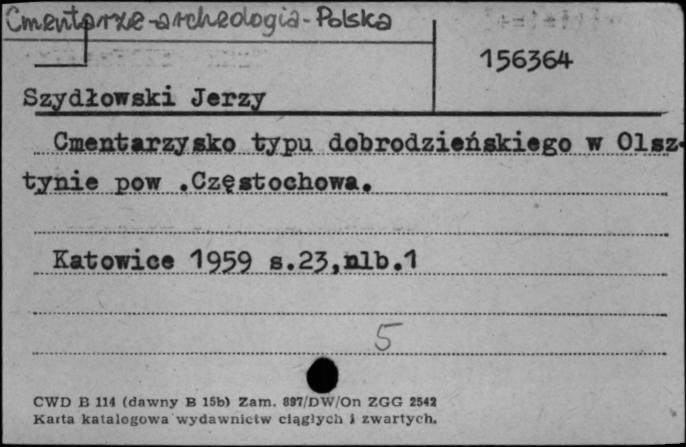 Cmentarze-archeologia-Polska
156364
Szydłowski Jerzy
Cmentarzysko typu dobrodzieńskiego w Olsz-
tynie pow .Częstochowa.
Katowice 1959 s.23,nlb.1
5
CWD B 114 (dawny B 15b) Zam. 897/DW/On ZGG 2542
Karta katalogowa wydawnictw ciągłych i zwartych.